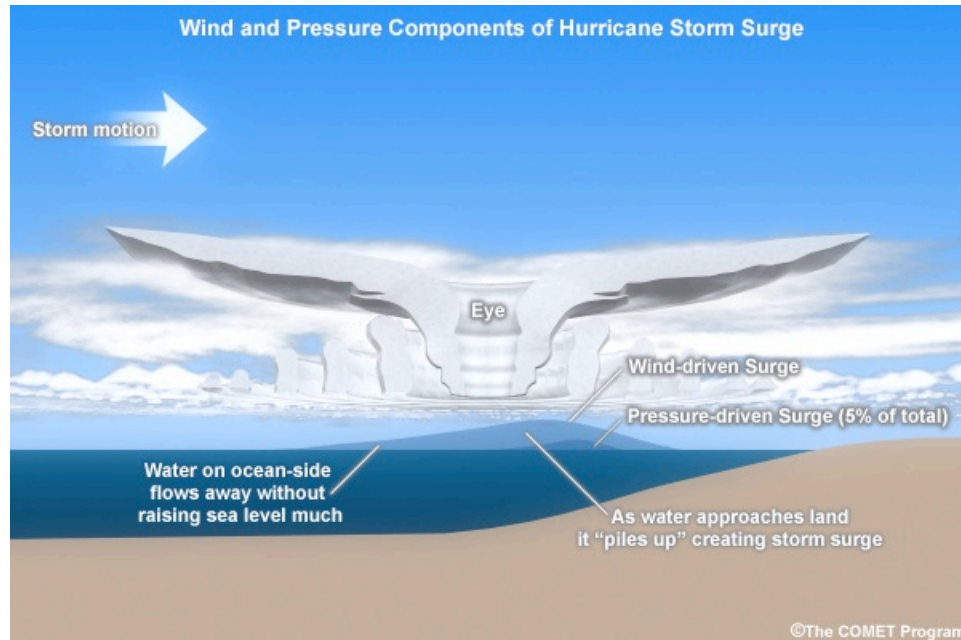 Wind and Pressure Components of Hurricane Storm Surge
Storm motion
Eye
Wind-driven Surge
Pressure-driven Surge (5% of total)
Water on ocean-side
flows away without
raising sea level much
As water approaches land
it “piles up” creating storm surge
©The COMET Program